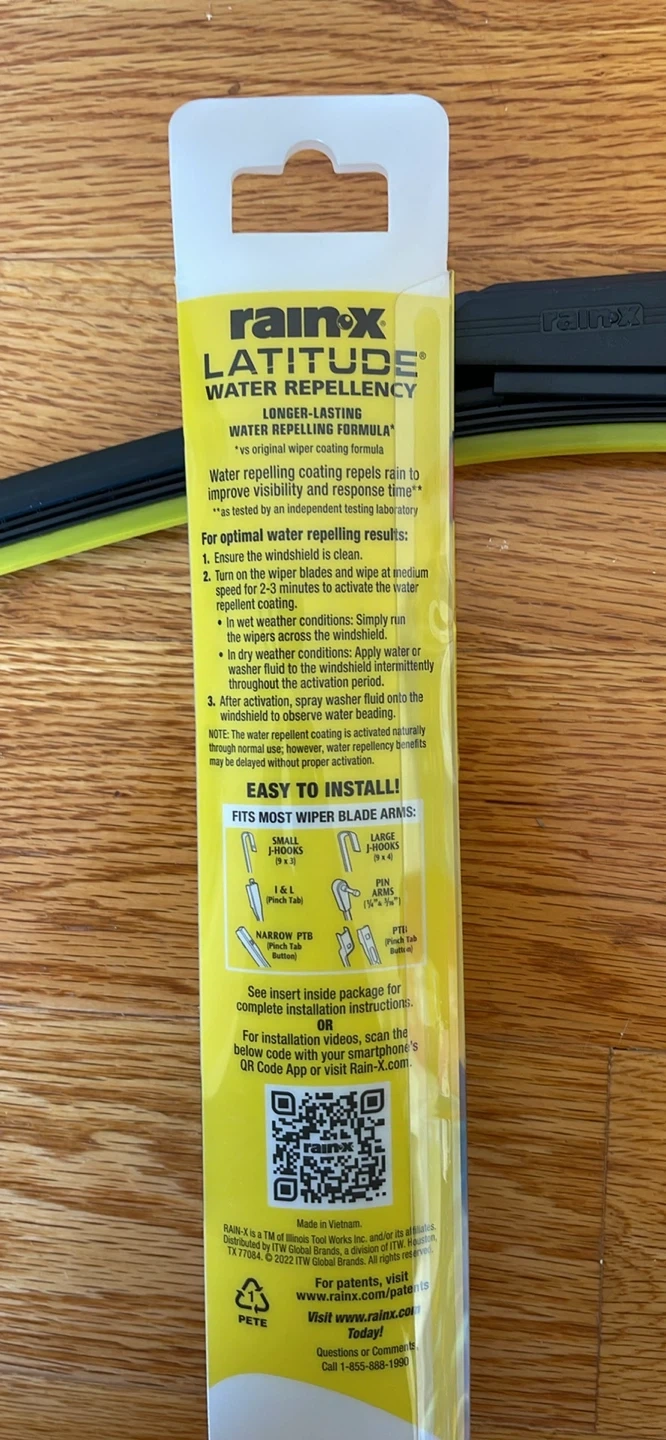 rain-x®
LATITUDE®
WATER REPELLENCY
LONGER-LASTING
WATER REPELLING FORMULA*
*vs original wiper coating formula
Water repelling coating repels rain to
improve visibility and response time**
**as tested by an independent testing laboratory
For optimal water repelling results:
1. Ensure the windshield is clean.
2. Turn on the wiper blades and wipe at medium
speed for 2-3 minutes to activate the water
repellent coating.
• In wet weather conditions: Simply run
the wipers across the windshield.
• In dry weather conditions: Apply water or
washer fluid to the windshield intermittently
throughout the activation period.
3. After activation, spray washer fluid onto the
windshield to observe water beading.
NOTE: The water repellent coating is activated naturally
through normal use; however, water repellency benefits
may be delayed without proper activation.
EASY TO INSTALL!
FITS MOST WIPER BLADE ARMS:
SMALL
J-HOOKS
(9 x 3)
LARGE
J-HOOKS
(9 x 4)
I & L
(Pinch Tab)
PIN
ARMS
(¼" & 3/16")
NARROW PTB
(Pinch Tab
Button)
PTB
(Pinch Tab
Button)
See insert inside package for
complete installation instructions.
OR
For installation videos, scan the
below code with your smartphone's
QR Code App or visit Rain-X.com.
rain-x
Made in Vietnam.
RAIN-X is a TM of Illinois Tool Works Inc. and/or its affiliates.
Distributed by ITW Global Brands, a division of ITW. Houston,
TX 77084. © 2022 ITW Global Brands. All rights reserved.
1
PETE
For patents, visit
www.rainx.com/patents
Visit www.rainx.com
Today!
Questions or Comments,
Call 1-855-888-1990
rain-x